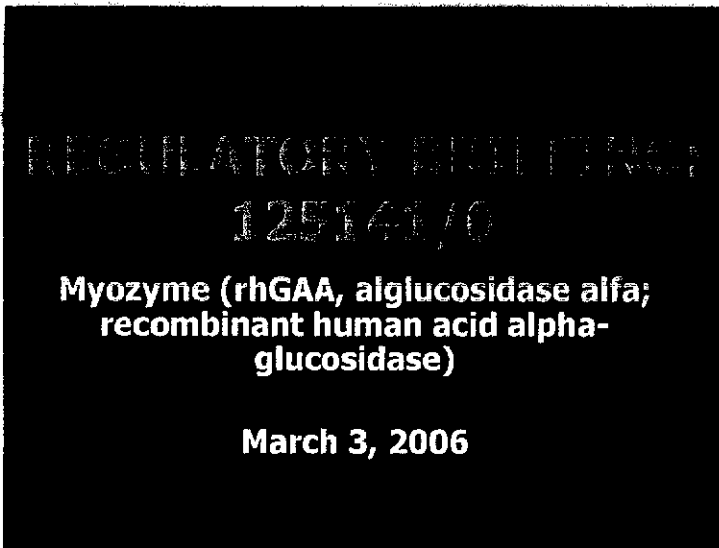 REGULATORY BRIEFING:
125141/0
Myozyme (rhGAA, alglucosidase alfa;
recombinant human acid alpha-
glucosidase)
March 3, 2006